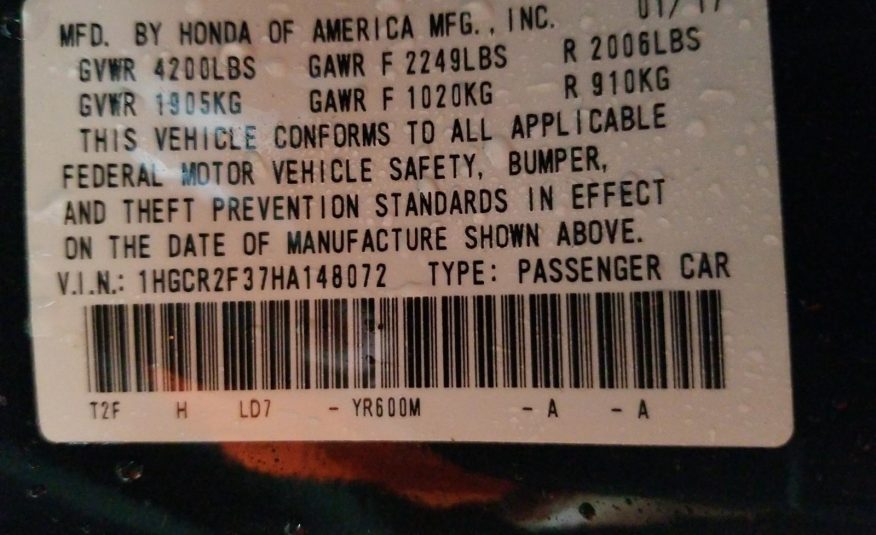 MFD. BY HONDA OF AMERICA MFG., INC. 01/17
GVWR 4200LBS GAWR F 2249LBS R 2006LBS
GVWR 1905KG GAWR F 1020KG R 910KG
THIS VEHICLE CONFORMS TO ALL APPLICABLE
FEDERAL MOTOR VEHICLE SAFETY, BUMPER,
AND THEFT PREVENTION STANDARDS IN EFFECT
ON THE DATE OF MANUFACTURE SHOWN ABOVE.
V.I.N.: 1HGCR2F37HA148072 TYPE: PASSENGER CAR
T2F H LD7 - YR600M - A - A